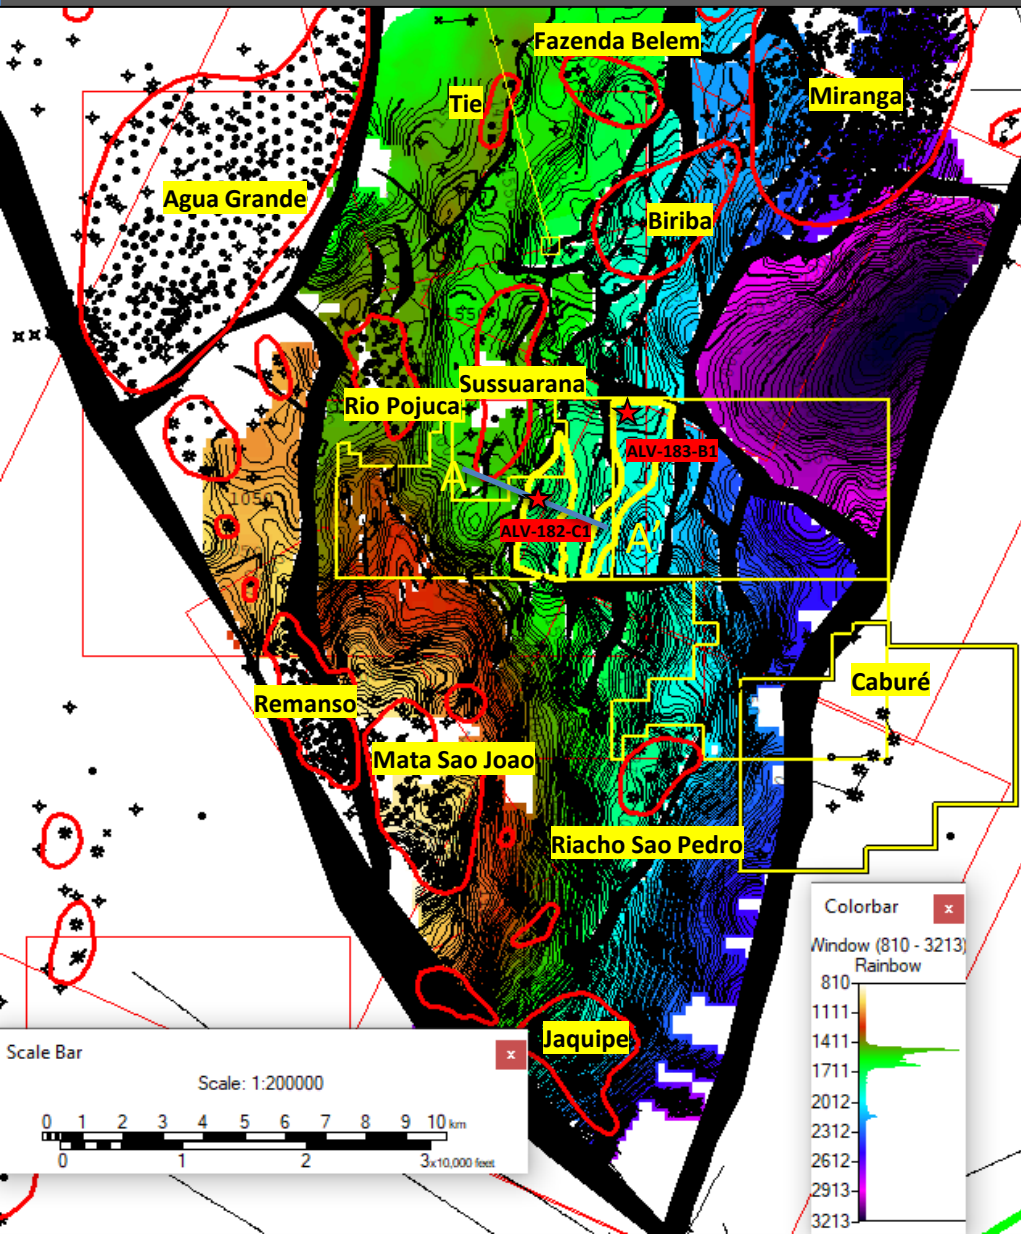 Fazenda Belem
Tie
Miranga
Agua Grande
Biriba
Sussuarana
Rio Pojuca
ALV-183-B1
A
ALV-182-C1
A'
1050
Caburé
Remanso
Mata Sao Joao
Riacho Sao Pedro
Jaquipe
Colorbar
x
Window (810 - 3213)
Rainbow
810
1111
1411
1711
2012
2312
2612
2913
3213
Scale Bar
x
Scale: 1:200000
0 1 2 3 4 5 6 7 8 9 10 km
0 1 2 3x10,000 feet